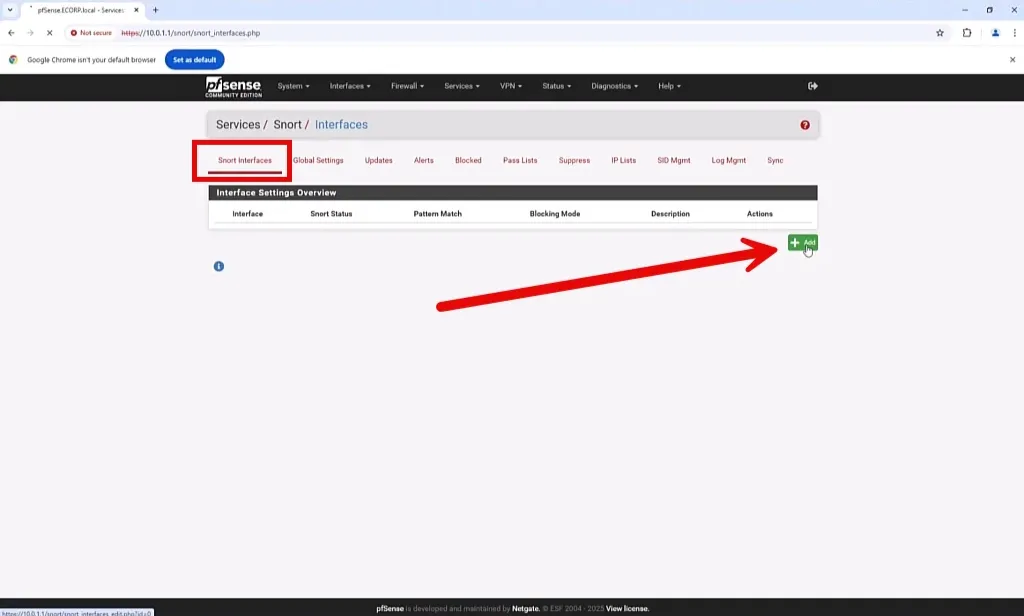 pfSense.ECORP.local - Services:
Not secure https://10.0.1.1/snort/snort_interfaces.php
Google Chrome isn't your default browser Set as default
pfsense COMMUNITY EDITION System Interfaces Firewall Services VPN Status Diagnostics Help
Services / Snort / Interfaces
Snort Interfaces Global Settings Updates Alerts Blocked Pass Lists Suppress IP Lists SID Mgmt Log Mgmt Sync
Interface Settings Overview
Interface Snort Status Pattern Match Blocking Mode Description Actions
Add
pfSense is developed and maintained by Netgate. © ESF 2004 - 2025 View license.
https://10.0.1.1/snort/snort_interfaces_edit.php?id=0